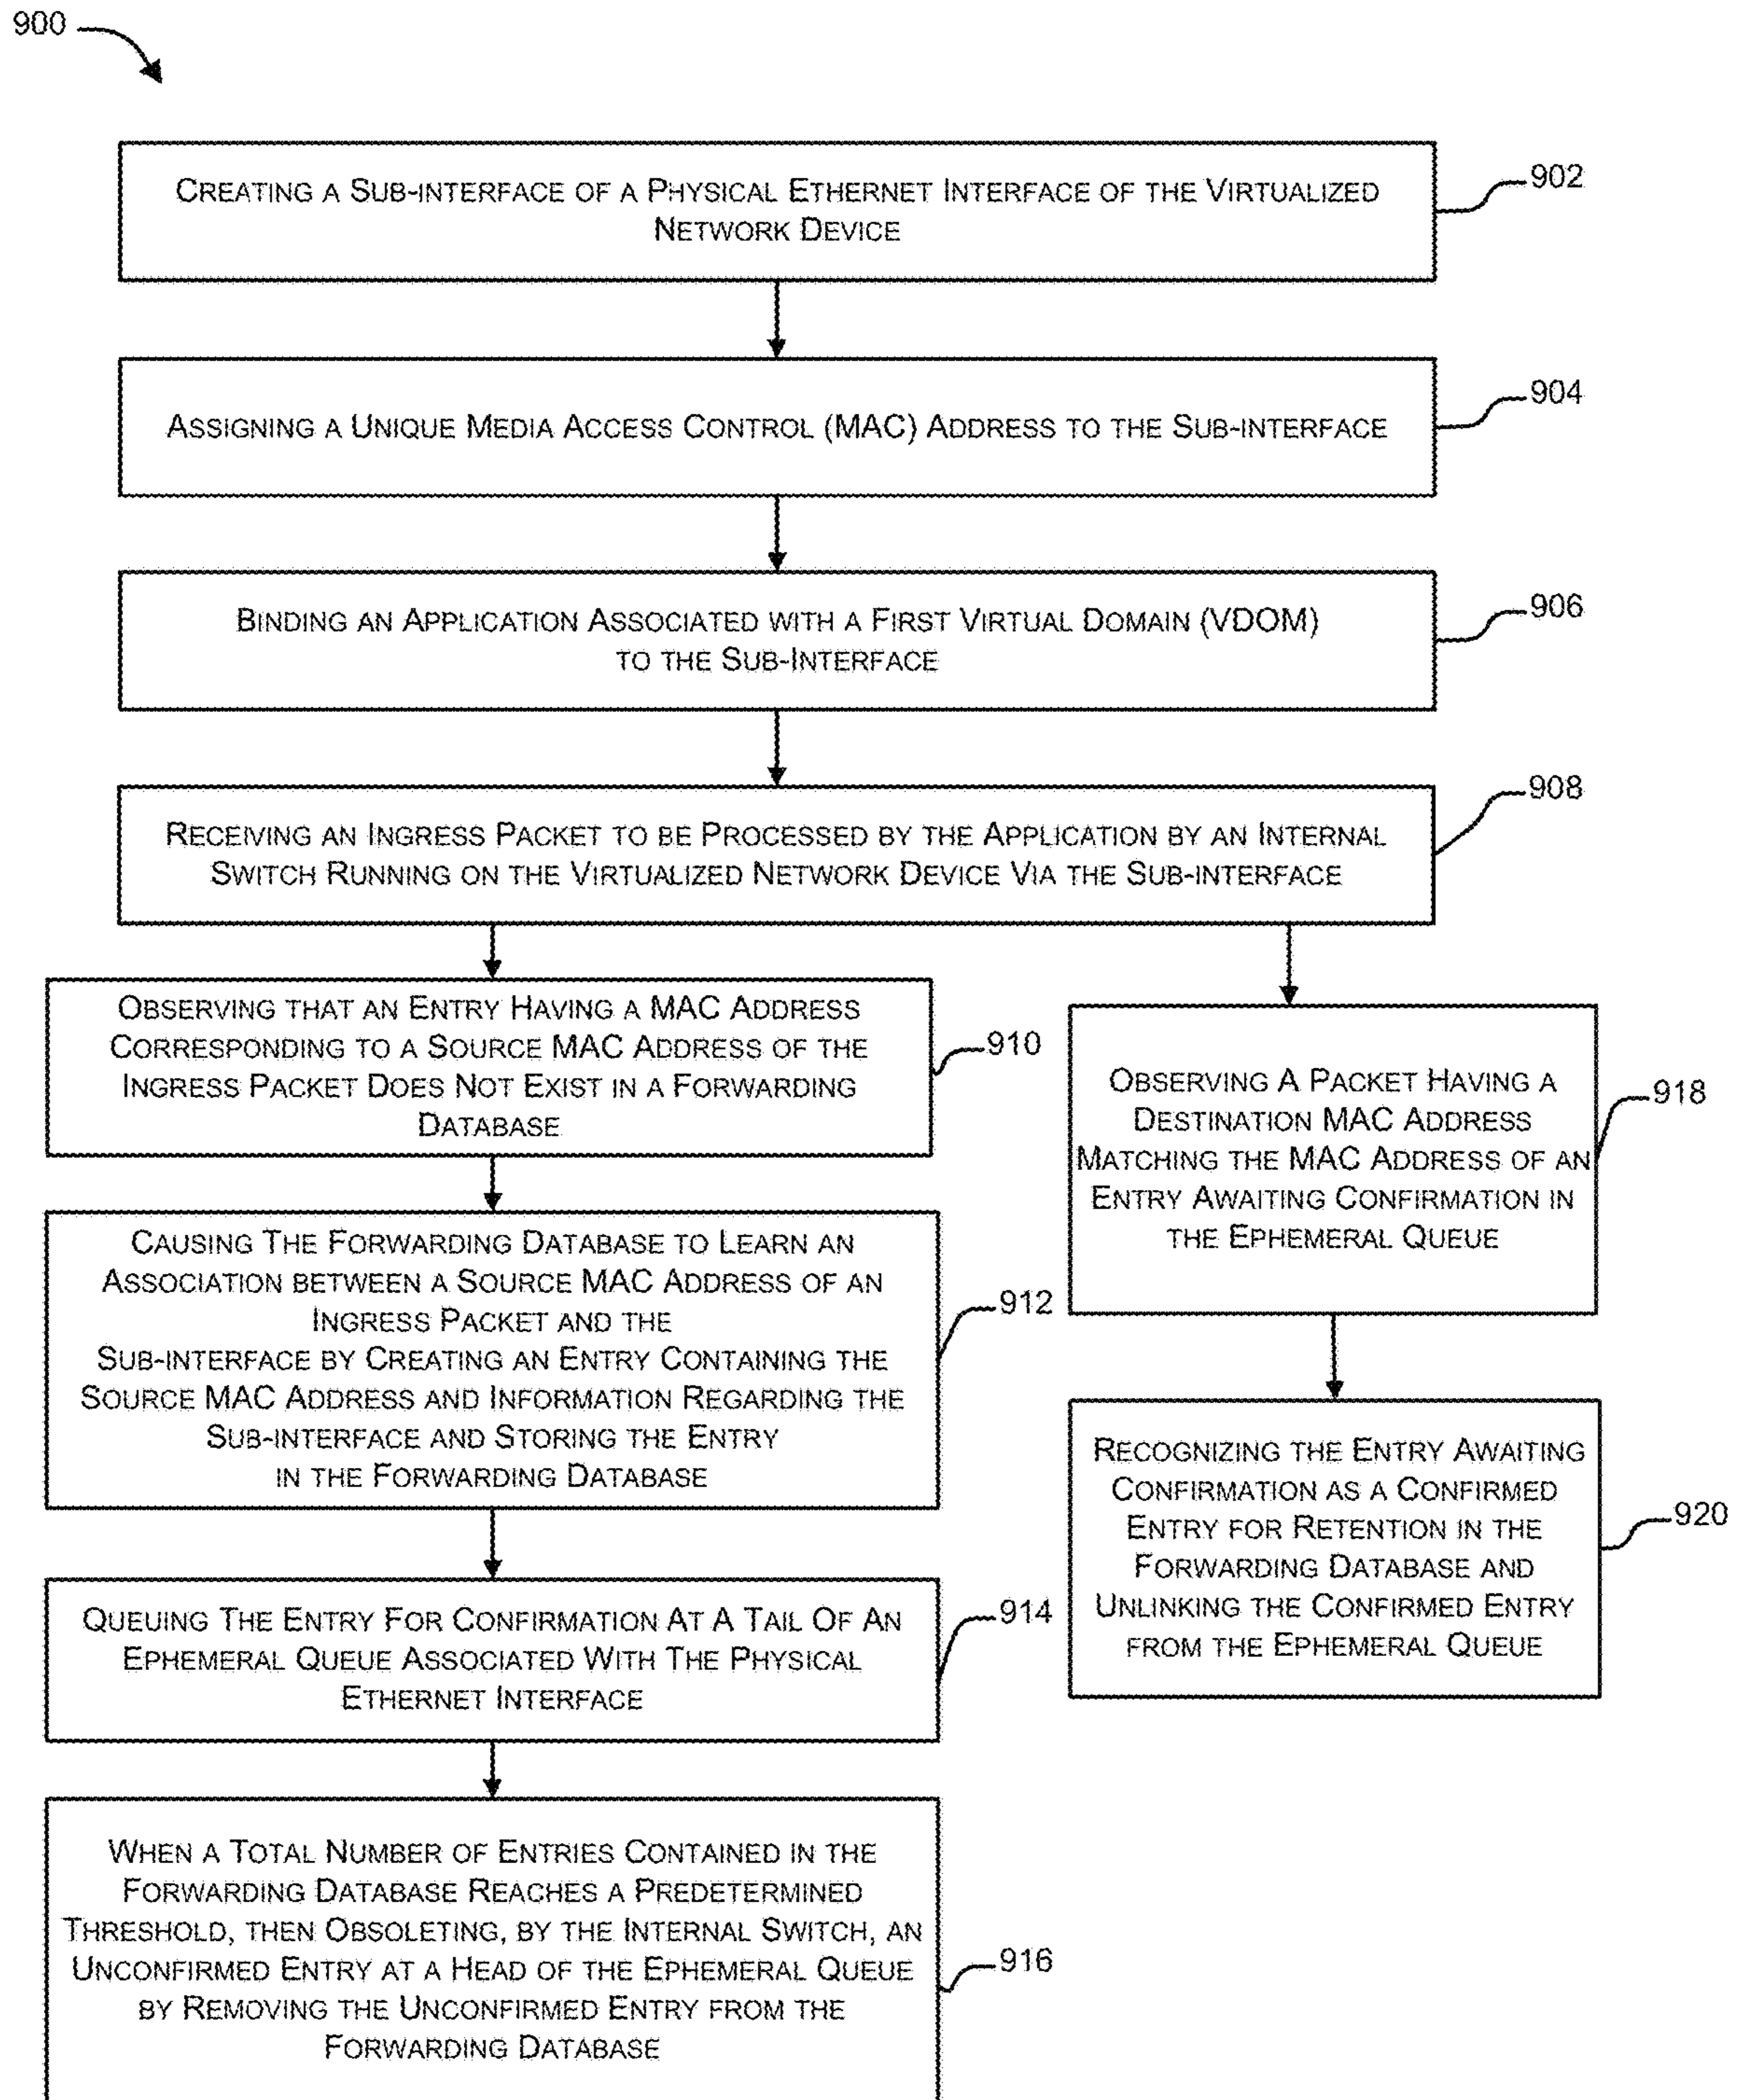 900
CREATING A SUB-INTERFACE OF A PHYSICAL ETHERNET INTERFACE OF THE VIRTUALIZED
NETWORK DEVICE
902
ASSIGNING A UNIQUE MEDIA ACCESS CONTROL (MAC) ADDRESS TO THE SUB-INTERFACE
904
BINDING AN APPLICATION ASSOCIATED WITH A FIRST VIRTUAL DOMAIN (VDOM)
TO THE SUB-INTERFACE
906
RECEIVING AN INGRESS PACKET TO BE PROCESSED BY THE APPLICATION BY AN INTERNAL
SWITCH RUNNING ON THE VIRTUALIZED NETWORK DEVICE VIA THE SUB-INTERFACE
908
OBSERVING THAT AN ENTRY HAVING A MAC ADDRESS
CORRESPONDING TO A SOURCE MAC ADDRESS OF THE
INGRESS PACKET DOES NOT EXIST IN A FORWARDING
DATABASE
910
CAUSING THE FORWARDING DATABASE TO LEARN AN
ASSOCIATION BETWEEN A SOURCE MAC ADDRESS OF AN
INGRESS PACKET AND THE
SUB-INTERFACE BY CREATING AN ENTRY CONTAINING THE
SOURCE MAC ADDRESS AND INFORMATION REGARDING THE
SUB-INTERFACE AND STORING THE ENTRY
IN THE FORWARDING DATABASE
912
QUEUING THE ENTRY FOR CONFIRMATION AT A TAIL OF AN
EPHEMERAL QUEUE ASSOCIATED WITH THE PHYSICAL
ETHERNET INTERFACE
914
WHEN A TOTAL NUMBER OF ENTRIES CONTAINED IN THE
FORWARDING DATABASE REACHES A PREDETERMINED
THRESHOLD, THEN OBSOLETING, BY THE INTERNAL SWITCH, AN
UNCONFIRMED ENTRY AT A HEAD OF THE EPHEMERAL QUEUE
BY REMOVING THE UNCONFIRMED ENTRY FROM THE
FORWARDING DATABASE
916
OBSERVING A PACKET HAVING A
DESTINATION MAC ADDRESS
MATCHING THE MAC ADDRESS OF AN
ENTRY AWAITING CONFIRMATION IN
THE EPHEMERAL QUEUE
918
RECOGNIZING THE ENTRY AWAITING
CONFIRMATION AS A CONFIRMED
ENTRY FOR RETENTION IN THE
FORWARDING DATABASE AND
UNLINKING THE CONFIRMED ENTRY
FROM THE EPHEMERAL QUEUE
920